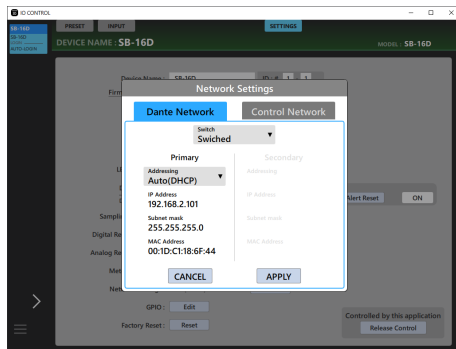 IO CONTROL
SB-16D
PRESET INPUT SETTINGS
DEVICE NAME : SB-16D MODEL : SB-16D
Device Name : SB-16D ID : # 1 - 1
Network Settings
Dante Network Control Network
Switch
Swiched
Primary Secondary
Addressing Addressing
Auto(DHCP)
IP Address IP Address
192.168.2.101
Subnet mask Subnet mask
255.255.255.0
MAC Address MAC Address
00:1D:C1:18:6F:44
CANCEL APPLY
Alert Reset ON
GPIO : Edit
Factory Reset : Reset
Controlled by this application
Release Control